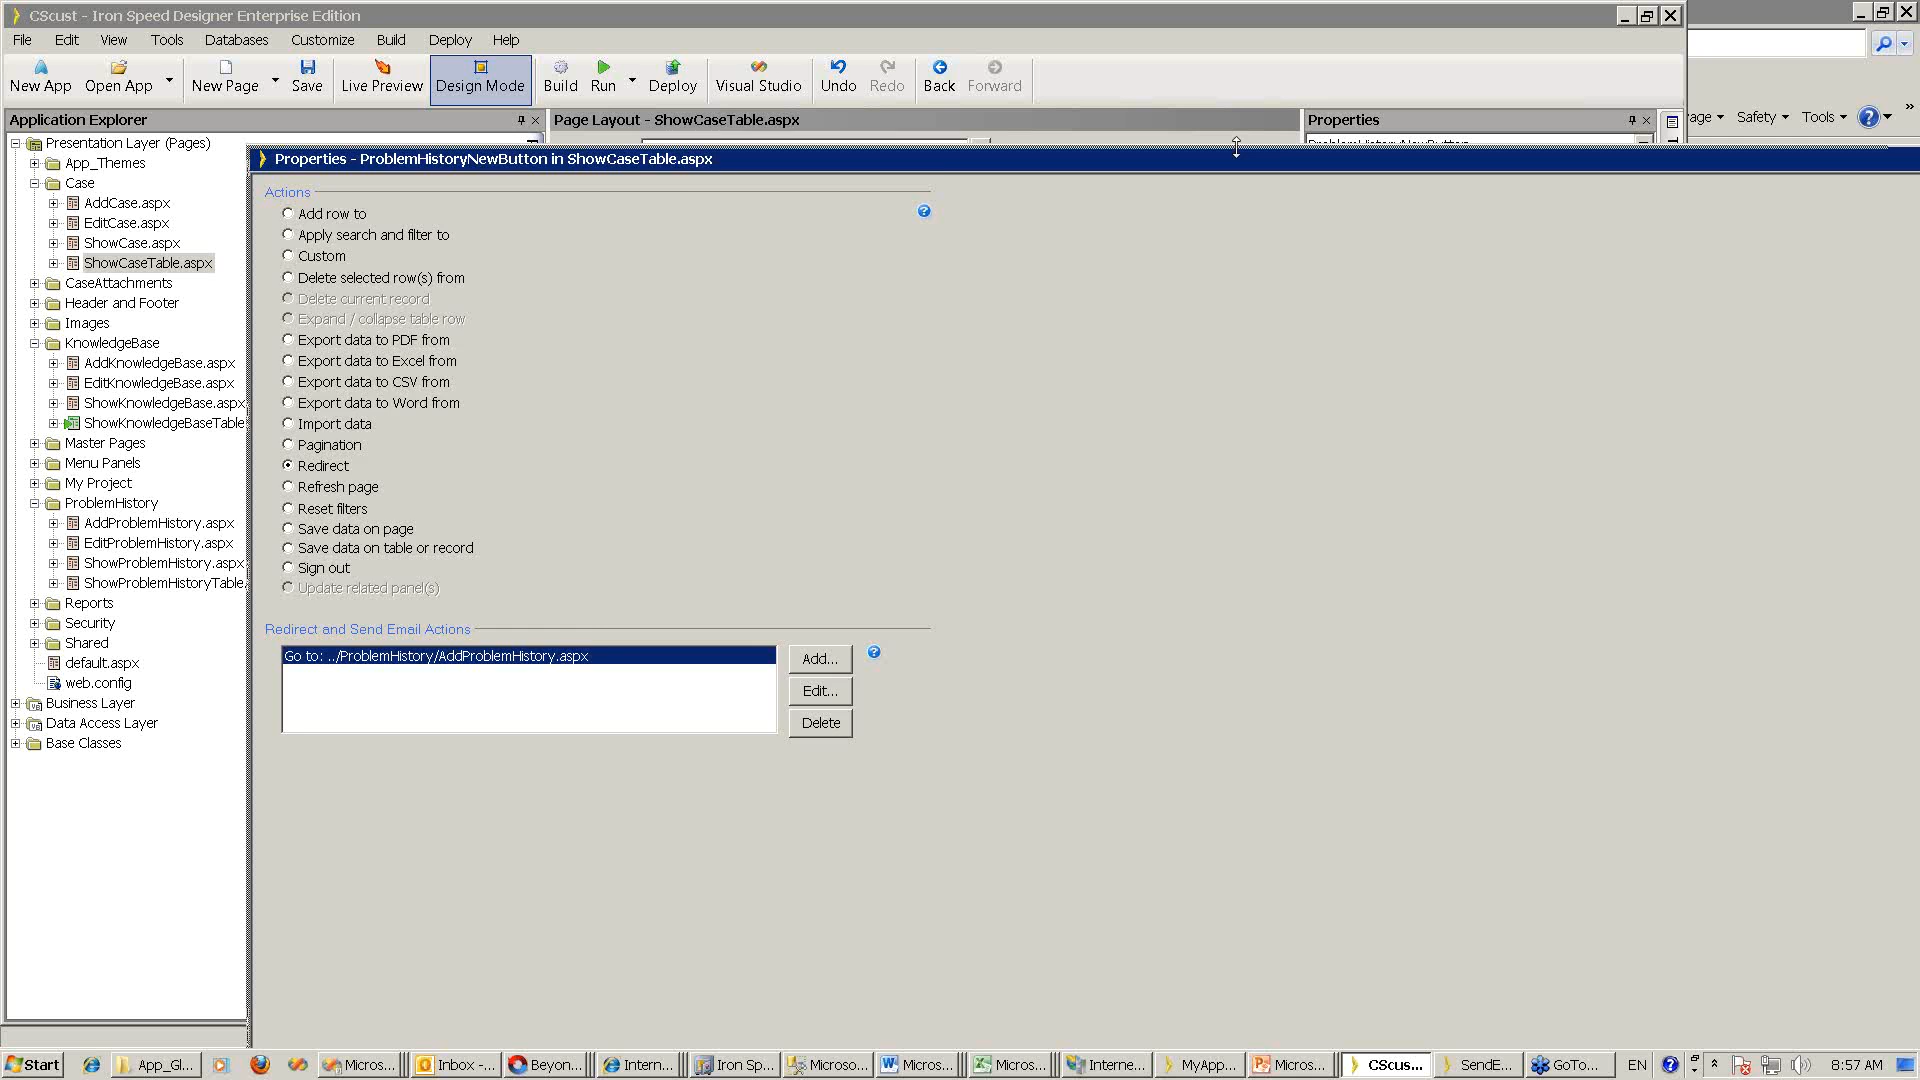 CScust - Iron Speed Designer Enterprise Edition
File Edit View Tools Databases Customize Build Deploy Help
New App Open App New Page Save Live Preview Design Mode Build Run Deploy Visual Studio Undo Redo Back Forward
age Safety Tools
Application Explorer
Page Layout - ShowCaseTable.aspx
Properties
Presentation Layer (Pages)
App_Themes
Case
AddCase.aspx
EditCase.aspx
ShowCase.aspx
ShowCaseTable.aspx
CaseAttachments
Header and Footer
Images
KnowledgeBase
AddKnowledgeBase.aspx
EditKnowledgeBase.aspx
ShowKnowledgeBase.aspx
ShowKnowledgeBaseTable
Master Pages
Menu Panels
My Project
ProblemHistory
AddProblemHistory.aspx
EditProblemHistory.aspx
ShowProblemHistory.aspx
ShowProblemHistoryTable.
Reports
Security
Shared
default.aspx
web.config
Business Layer
Data Access Layer
Base Classes
Properties - ProblemHistoryNewButton in ShowCaseTable.aspx
Actions
Add row to
Apply search and filter to
Custom
Delete selected row(s) from
Delete current record
Expand / collapse table row
Export data to PDF from
Export data to Excel from
Export data to CSV from
Export data to Word from
Import data
Pagination
Redirect
Refresh page
Reset filters
Save data on page
Save data on table or record
Sign out
Update related panel(s)
Redirect and Send Email Actions
Go to: ../ProblemHistory/AddProblemHistory.aspx
Add...
Edit...
Delete
Start App_Gl... Micros... Inbox -... Beyon... Intern... Iron Sp... Microso... Micros... Micros... Interne... MyApp... Micros... CScus... SendE... GoTo... EN 8:57 AM